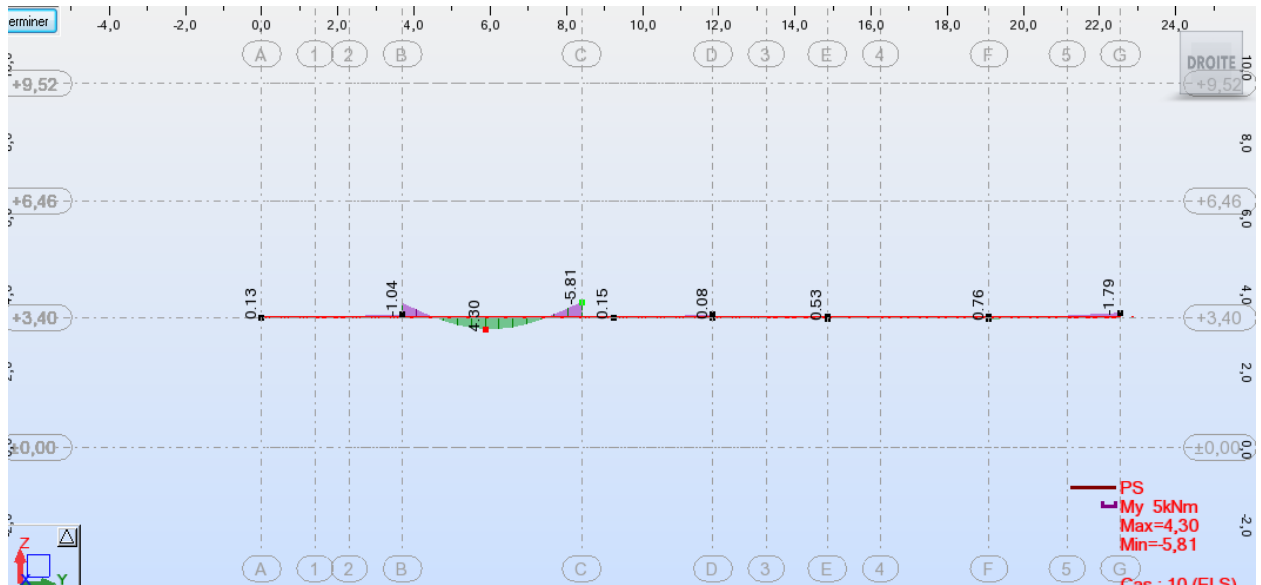 erminer
-4,0 -2,0 0,0 2,0 4,0 6,0 8,0 10,0 12,0 14,0 16,0 18,0 20,0 22,0 24,0
A 1 2 B C D 3 E 4 F 5 G
DROITE
10,0
+9,52 +9,52
8,0
+6,46 +6,46
6,0
0.13 -1.04 4.30 -5.81 0.15 0.08 0.53 0.76 -1.79
4,0
+3,40 +3,40
2,0 2,0
±0,00 ±0,00
0,0
PS
My 5kNm
Max=4,30
Min=-5,81
-2,0
Z
X Y
A 1 2 B C D 3 E 4 F 5 G
Cas : 10 (ELS)